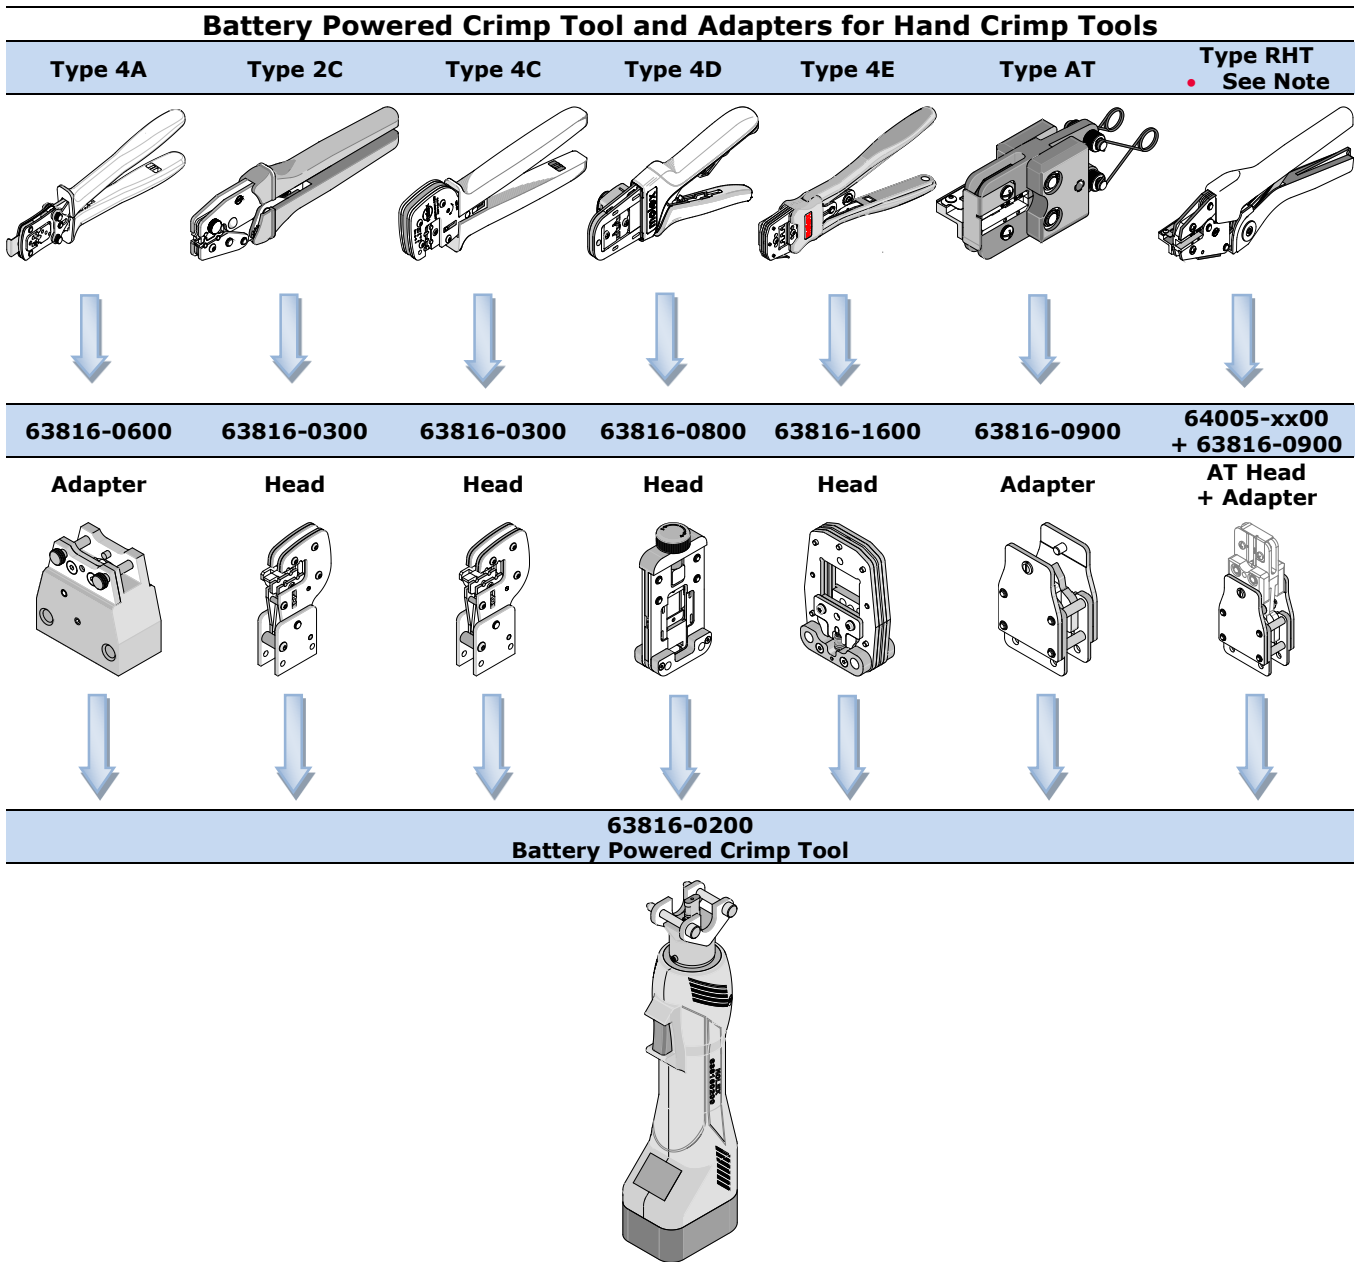 Battery Powered Crimp Tool and Adapters for Hand Crimp Tools
Type 4A Type 2C Type 4C Type 4D Type 4E Type AT Type RHT
• See Note
63816-0600 63816-0300 63816-0300 63816-0800 63816-1600 63816-0900 64005-xx00
+ 63816-0900
Adapter Head Head Head Head Adapter AT Head
+ Adapter
63816-0200
Battery Powered Crimp Tool